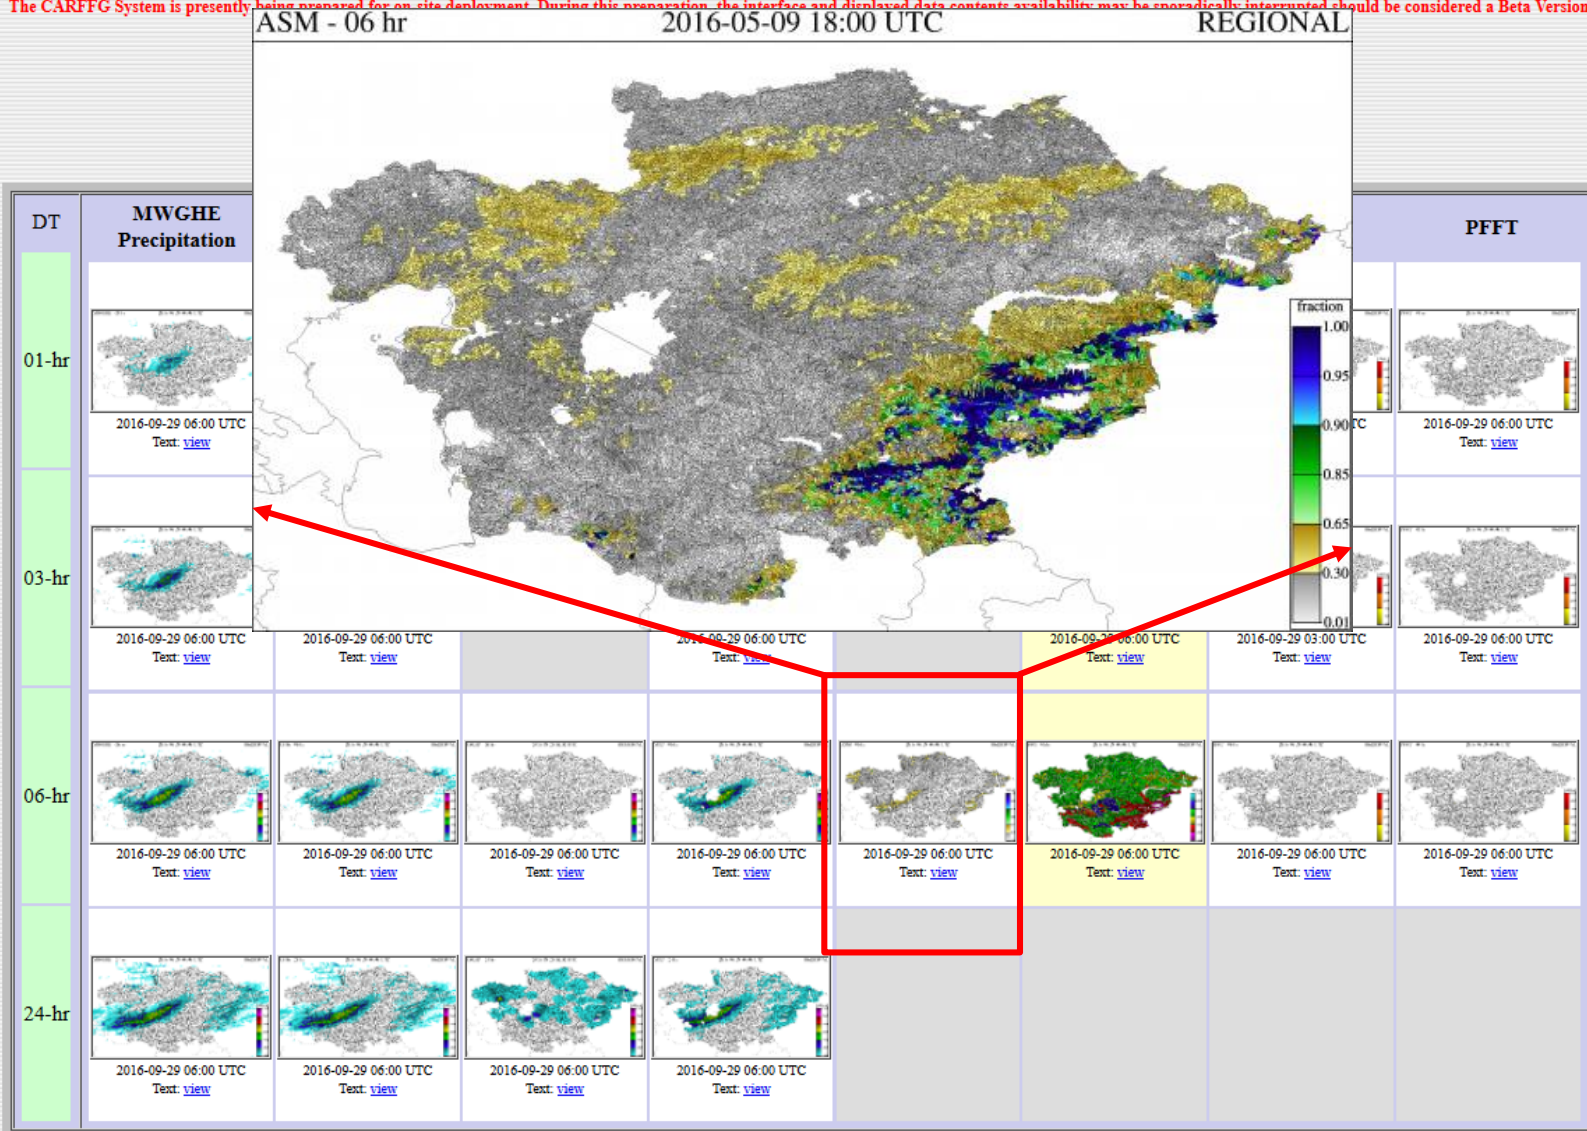 The CARFFG System is presently being prepared for on-site deployment. During this preparation, the interface and displayed data contents availability may be sporadically interrupted should be considered a Beta Version
ASM - 06 hr 2016-05-09 18:00 UTC REGIONAL
DT
MWGHE
Precipitation
PFFT
fraction
1.00
0.95
0.90
0.85
0.65
0.30
0.01
01-hr
2016-09-29 06:00 UTC
Text: view
TC
2016-09-29 06:00 UTC
Text: view
03-hr
2016-09-29 06:00 UTC
Text: view
2016-09-29 06:00 UTC
Text: view
2016-09-29 06:00 UTC
Text: view
2016-09-29 06:00 UTC
Text: view
2016-09-29 03:00 UTC
Text: view
2016-09-29 06:00 UTC
Text: view
06-hr
2016-09-29 06:00 UTC
Text: view
2016-09-29 06:00 UTC
Text: view
2016-09-29 06:00 UTC
Text: view
2016-09-29 06:00 UTC
Text: view
2016-09-29 06:00 UTC
Text: view
2016-09-29 06:00 UTC
Text: view
2016-09-29 06:00 UTC
Text: view
2016-09-29 06:00 UTC
Text: view
24-hr
2016-09-29 06:00 UTC
Text: view
2016-09-29 06:00 UTC
Text: view
2016-09-29 06:00 UTC
Text: view
2016-09-29 06:00 UTC
Text: view